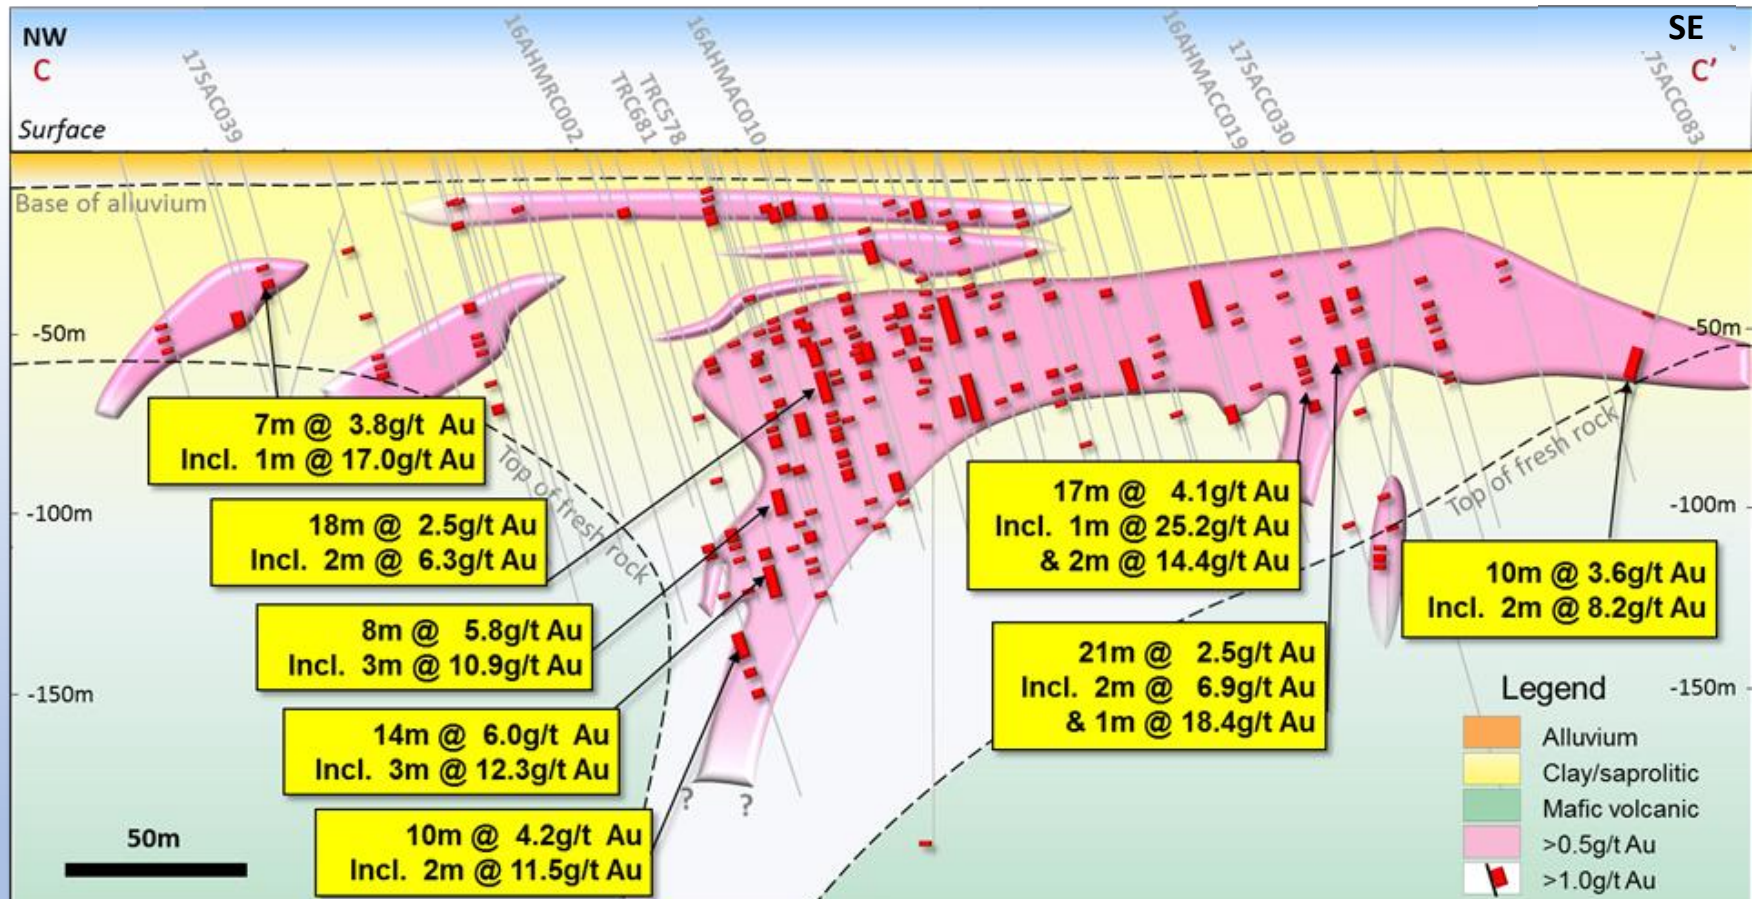 NW
SE
C
C’
17SAC039
16AHMRC002
TRC681
TRC578
16AHMAC010
16AHMACC019
17SACC030
7SACC083
Surface
Base of alluvium
-50m
-50m
7m @ 3.8g/t Au
Incl. 1m @ 17.0g/t Au
Top of fresh rock
Top of fresh rock
-100m
-100m
18m @ 2.5g/t Au
Incl. 2m @ 6.3g/t Au
17m @ 4.1g/t Au
Incl. 1m @ 25.2g/t Au
& 2m @ 14.4g/t Au
10m @ 3.6g/t Au
Incl. 2m @ 8.2g/t Au
8m @ 5.8g/t Au
Incl. 3m @ 10.9g/t Au
21m @ 2.5g/t Au
Incl. 2m @ 6.9g/t Au
& 1m @ 18.4g/t Au
-150m
-150m
14m @ 6.0g/t Au
Incl. 3m @ 12.3g/t Au
? ?
10m @ 4.2g/t Au
Incl. 2m @ 11.5g/t Au
50m
Legend
Alluvium
Clay/saprolitic
Mafic volcanic
>0.5g/t Au
>1.0g/t Au